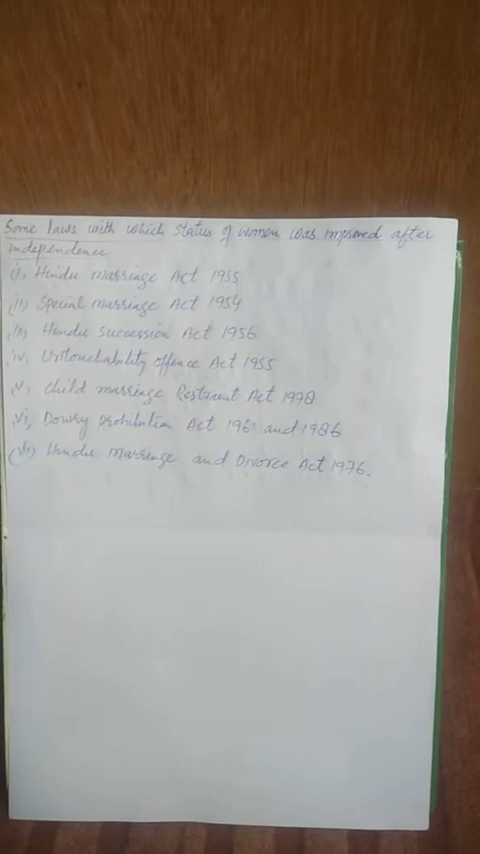 Some laws with which status of women was improved after
independence
(i), Hindu marriage Act 1955
(ii) Special marriage Act 1954
(iii) Hindu Succession Act 1956
(iv, Untouchability offence Act 1955
(v, Child marriage Restraint Act 1978
(vi, Dowry prohibition Act 1961 and 1986
(vii) Hindu Marriage and Divorce Act 1976.